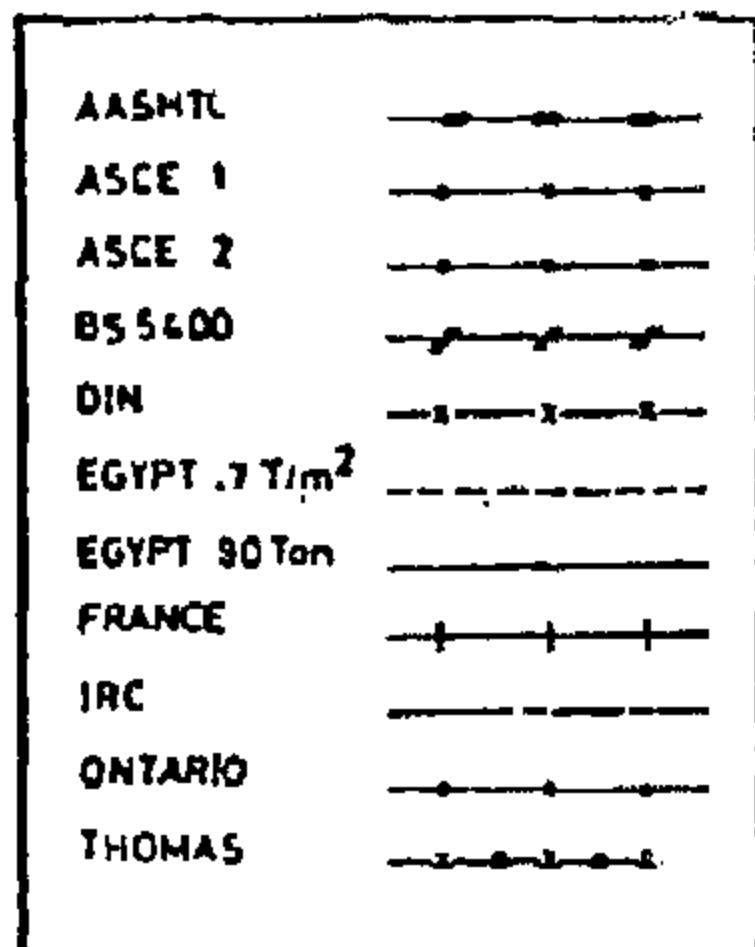 AASHTO
ASCE 1
ASCE 2
BS 5400
DIN
EGYPT .7 T/m²
EGYPT 90 Ton
FRANCE
IRC
ONTARIO
THOMAS